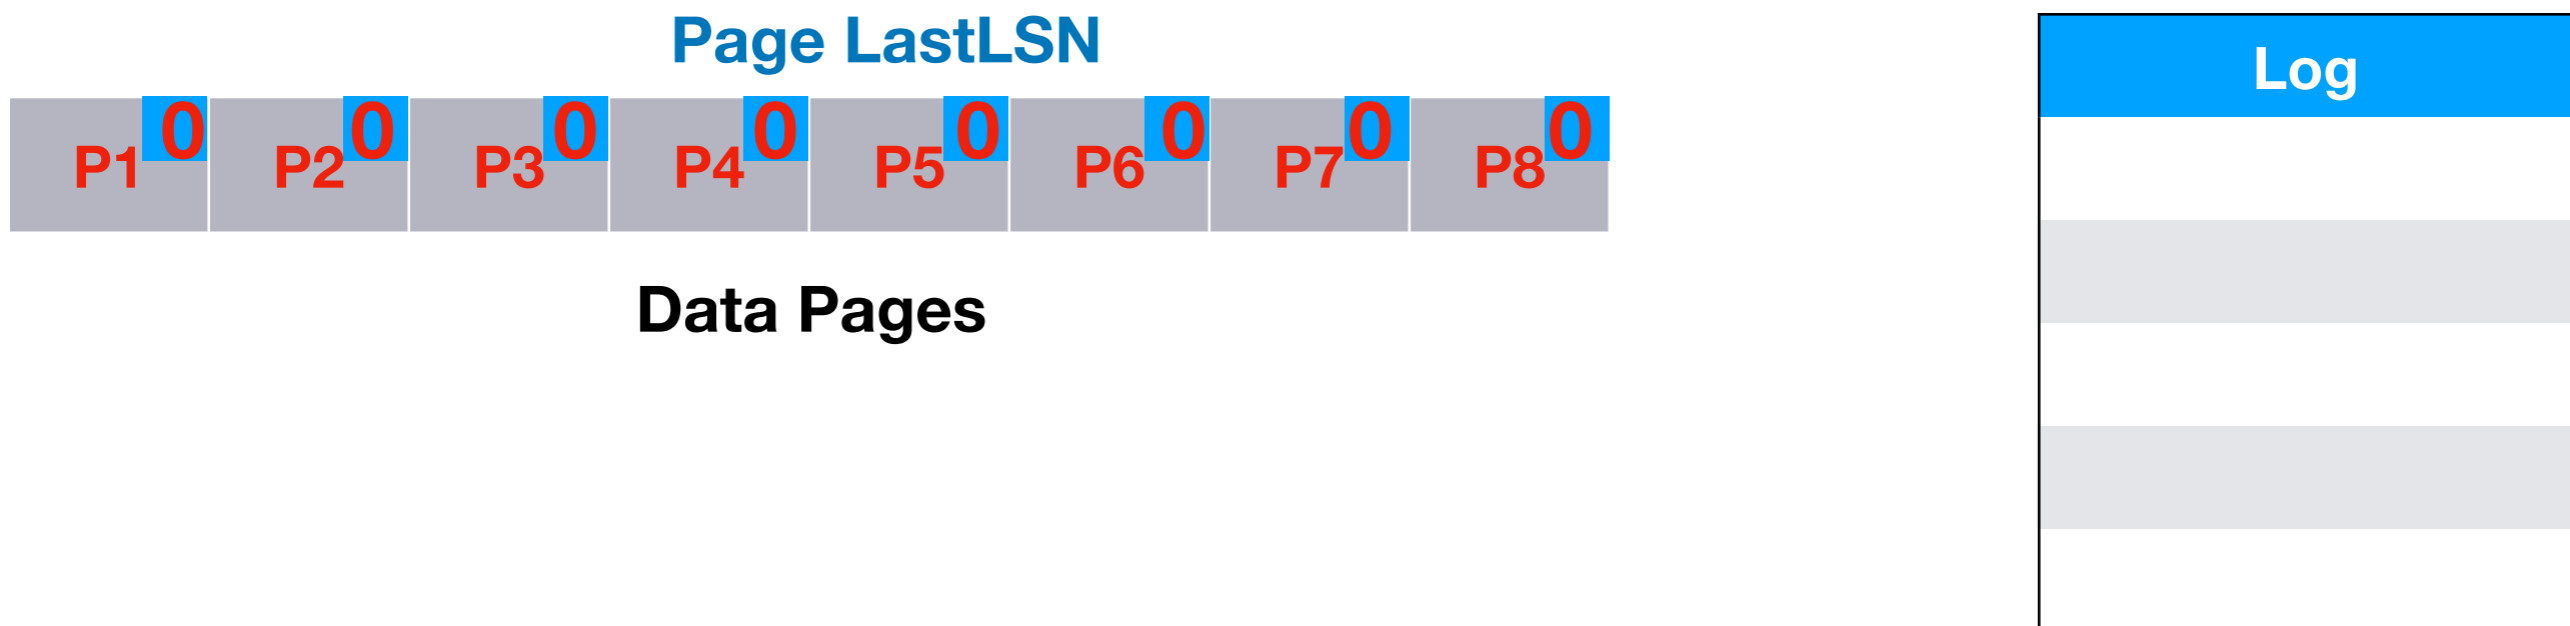 Page LastLSN
Log
0 0 0 0 0 0 0 0
P1 P2 P3 P4 P5 P6 P7 P8
Data Pages